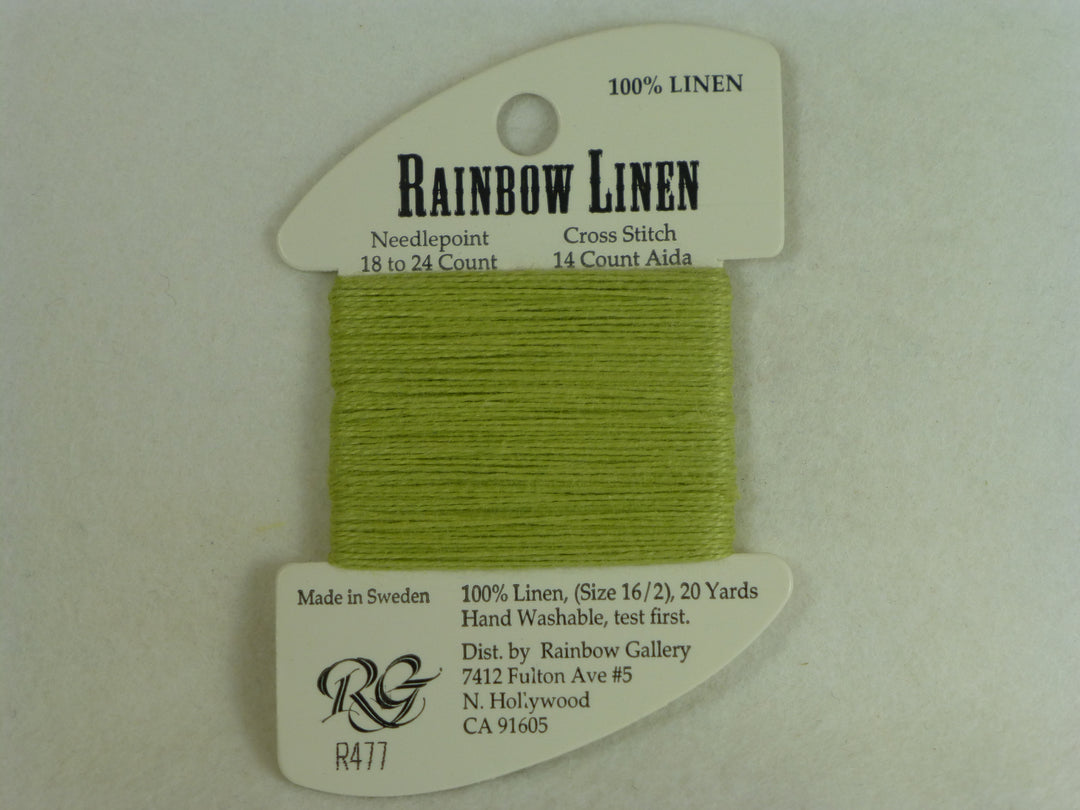 100% LINEN
RAINBOW LINEN
Needlepoint
18 to 24 Count
Cross Stitch
14 Count Aida
Made in Sweden
100% Linen, (Size 16/2), 20 Yards
Hand Washable, test first.
Dist. by Rainbow Gallery
7412 Fulton Ave #5
N. Hollywood
CA 91605
RG
R477